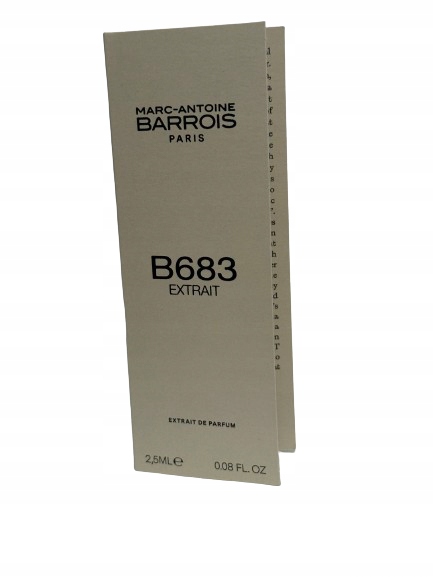 MARC-ANTOINE
BARROIS
PARIS
B683
EXTRAIT
EXTRAIT DE PARFUM
2,5ML℮
0.08 FL. OZ